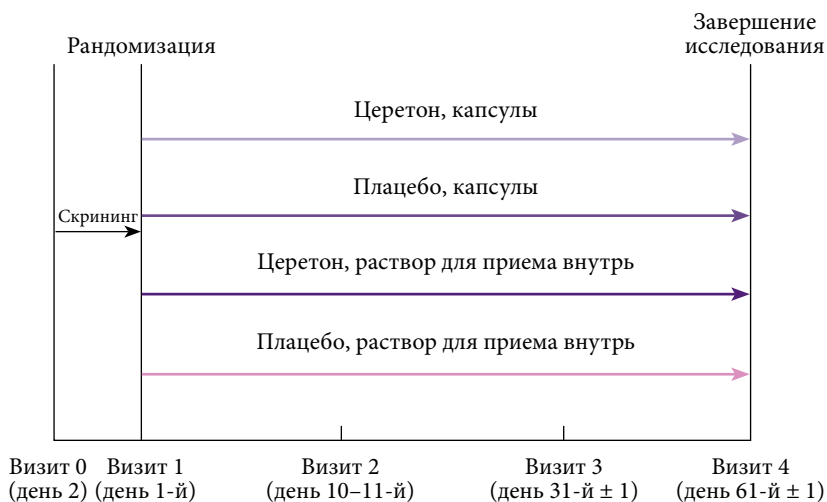 Завершение
исследования
Рандомизация
Церетон, капсулы
Плацебо, капсулы
Скрининг
Церетон, раствор для приема внутрь
Плацебо, раствор для приема внутрь
Визит 0
(день 2)
Визит 1
(день 1-й)
Визит 2
(день 10–11-й)
Визит 3
(день 31-й ± 1)
Визит 4
(день 61-й ± 1)